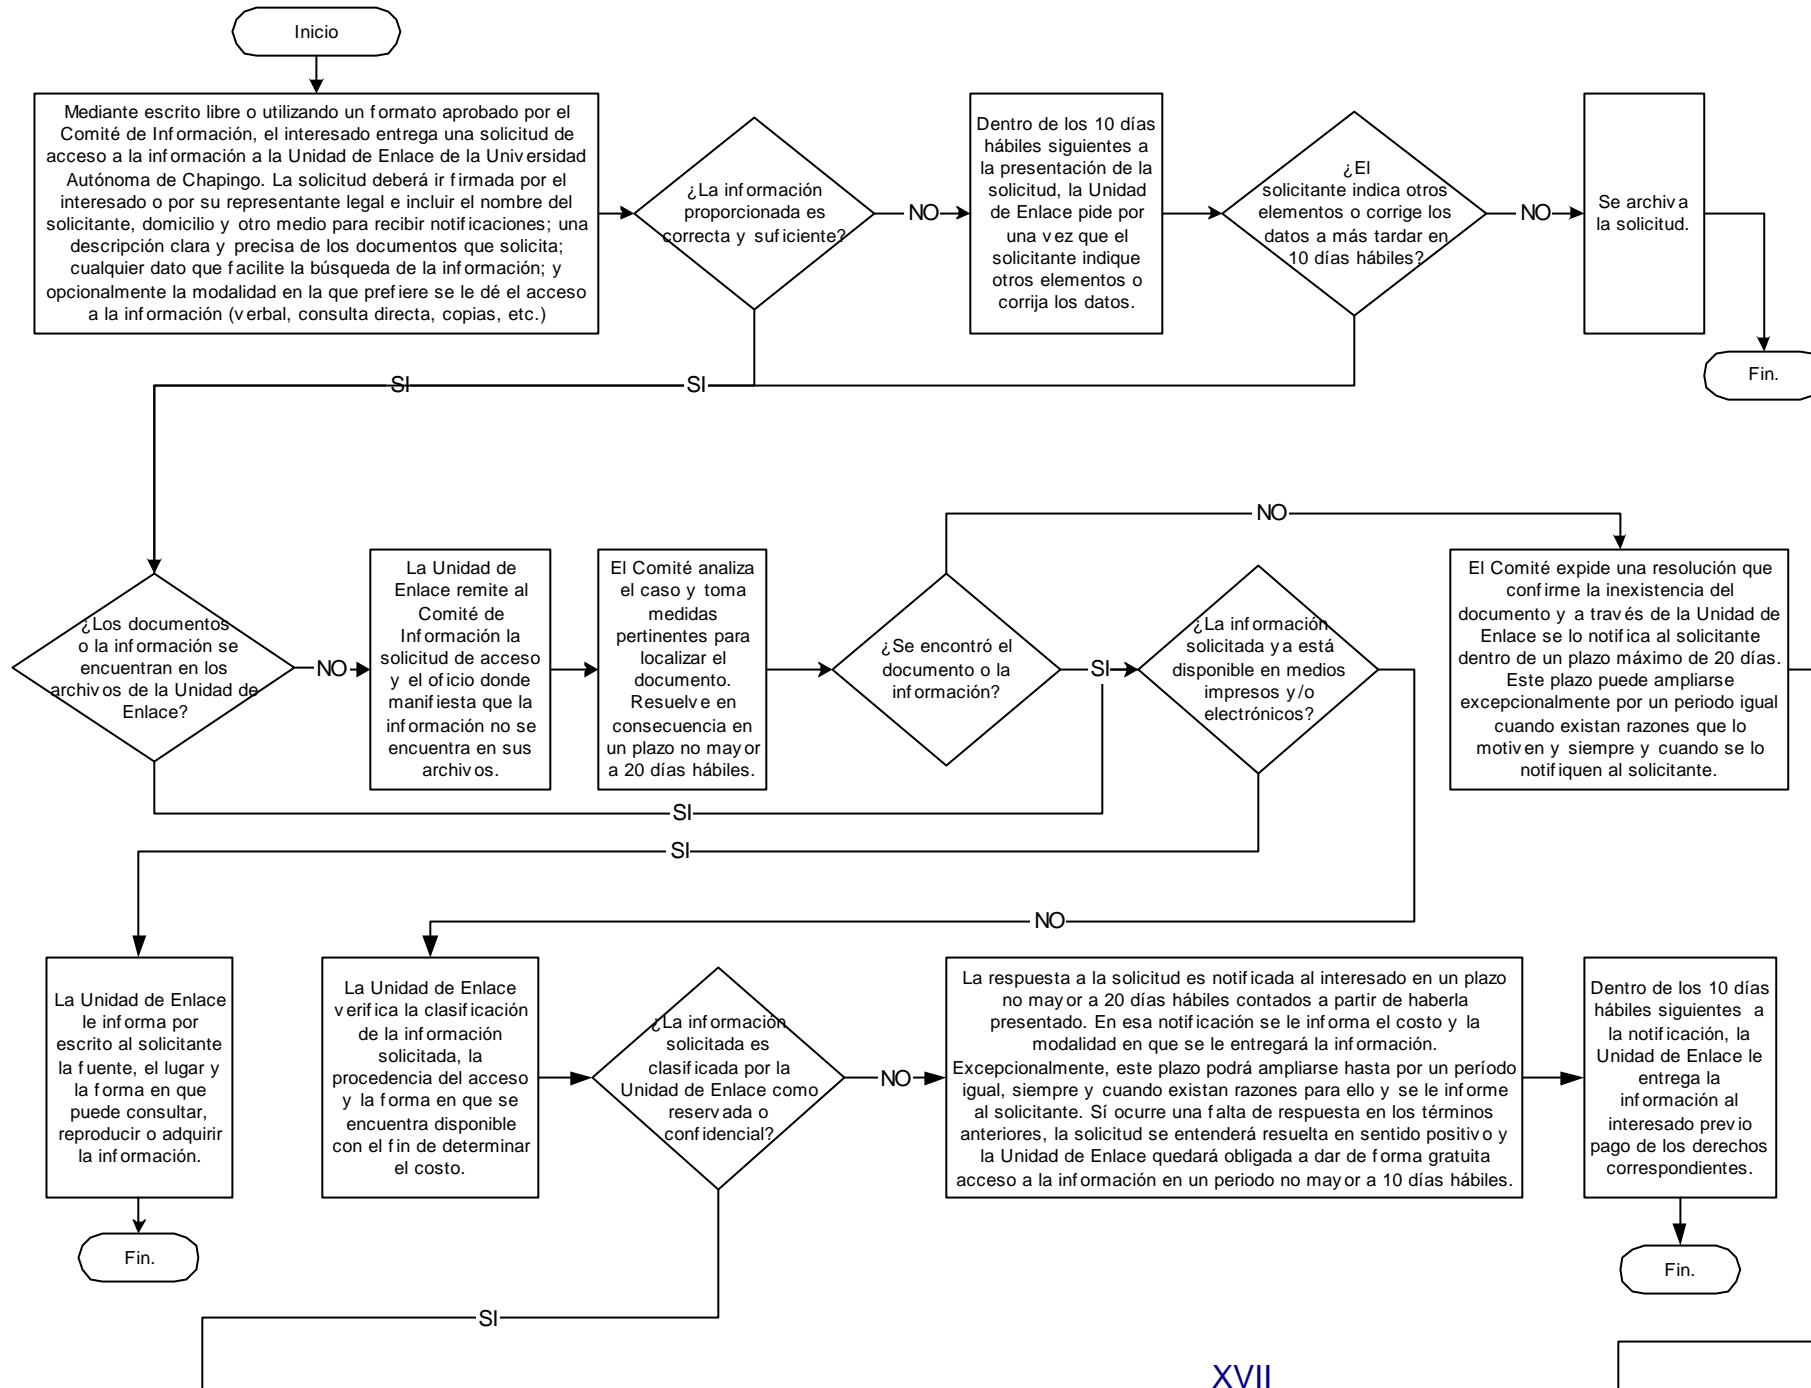 Inicio
Mediante escrito libre o utilizando un formato aprobado por el
Comité de Información, el interesado entrega una solicitud de
acceso a la información a la Unidad de Enlace de la Universidad
Autónoma de Chapingo. La solicitud deberá ir firmada por el
interesado o por su representante legal e incluir el nombre del
solicitante, domicilio y otro medio para recibir notificaciones; una
descripción clara y precisa de los documentos que solicita;
cualquier dato que facilite la búsqueda de la información; y
opcionalmente la modalidad en la que prefiere se le dé el acceso
a la información (verbal, consulta directa, copias, etc.)
¿La información
proporcionada es
correcta y suficiente?
NO
Dentro de los 10 días
hábiles siguientes a
la presentación de la
solicitud, la Unidad
de Enlace pide por
una vez que el
solicitante indique
otros elementos o
corrija los datos.
¿El
solicitante indica otros
elementos o corrige los
datos a más tardar en
10 días hábiles?
NO
Se archiva
la solicitud.
Fin.
SI
SI
¿Los documentos
o la información se
encuentran en los
archivos de la Unidad de
Enlace?
NO
La Unidad de
Enlace remite al
Comité de
Información la
solicitud de acceso
y el oficio donde
manifiesta que la
información no se
encuentra en sus
archivos.
El Comité analiza
el caso y toma
medidas
pertinentes para
localizar el
documento.
Resuelve en
consecuencia en
un plazo no mayor
a 20 días hábiles.
¿Se encontró el
documento o la
información?
SI
¿La información
solicitada ya está
disponible en medios
impresos y/o
electrónicos?
NO
El Comité expide una resolución que
confirme la inexistencia del
documento y a través de la Unidad de
Enlace se lo notifica al solicitante
dentro de un plazo máximo de 20 días.
Este plazo puede ampliarse
excepcionalmente por un periodo igual
cuando existan razones que lo
motiven y siempre y cuando se lo
notifiquen al solicitante.
SI
SI
NO
La Unidad de Enlace
le informa por
escrito al solicitante
la fuente, el lugar y
la forma en que
puede consultar,
reproducir o adquirir
la información.
Fin.
La Unidad de Enlace
verifica la clasificación
de la información
solicitada, la
procedencia del acceso
y la forma en que se
encuentra disponible
con el fin de determinar
el costo.
¿La información
solicitada es
clasificada por la
Unidad de Enlace como
reservada o
confidencial?
NO
La respuesta a la solicitud es notificada al interesado en un plazo
no mayor a 20 días hábiles contados a partir de haberla
presentado. En esa notificación se le informa el costo y la
modalidad en que se le entregará la información.
Excepcionalmente, este plazo podrá ampliarse hasta por un período
igual, siempre y cuando existan razones para ello y se le informe
al solicitante. Sí ocurre una falta de respuesta en los términos
anteriores, la solicitud se entenderá resuelta en sentido positivo y
la Unidad de Enlace quedará obligada a dar de forma gratuita
acceso a la información en un periodo no mayor a 10 días hábiles.
Dentro de los 10 días
hábiles siguientes a
la notificación, la
Unidad de Enlace le
entrega la
información al
interesado previo
pago de los derechos
correspondientes.
Fin.
SI
XVII